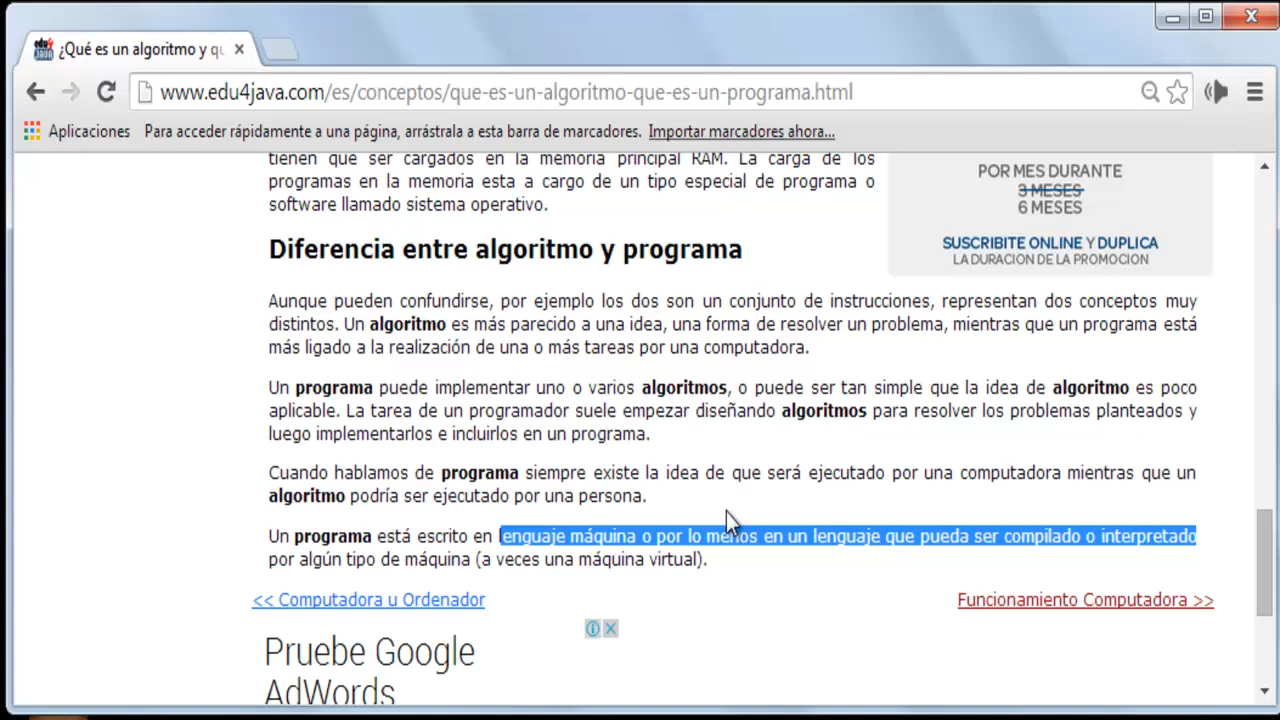 ¿Qué es un algoritmo y qu
www.edu4java.com/es/conceptos/que-es-un-algoritmo-que-es-un-programa.html
Aplicaciones Para acceder rápidamente a una página, arrástrala a esta barra de marcadores. Importar marcadores ahora...
tienen que ser cargados en la memoria principal RAM. La carga de los
programas en la memoria esta a cargo de un tipo especial de programa o
software llamado sistema operativo.
POR MES DURANTE
3 MESES
6 MESES
SUSCRIBITE ONLINE Y DUPLICA
LA DURACION DE LA PROMOCION
Diferencia entre algoritmo y programa
Aunque pueden confundirse, por ejemplo los dos son un conjunto de instrucciones, representan dos conceptos muy
distintos. Un algoritmo es más parecido a una idea, una forma de resolver un problema, mientras que un programa está
más ligado a la realización de una o más tareas por una computadora.
Un programa puede implementar uno o varios algoritmos, o puede ser tan simple que la idea de algoritmo es poco
aplicable. La tarea de un programador suele empezar diseñando algoritmos para resolver los problemas planteados y
luego implementarlos e incluirlos en un programa.
Cuando hablamos de programa siempre existe la idea de que será ejecutado por una computadora mientras que un
algoritmo podría ser ejecutado por una persona.
Un programa está escrito en lenguaje máquina o por lo menos en un lenguaje que pueda ser compilado o interpretado
por algún tipo de máquina (a veces una máquina virtual).
<< Computadora u Ordenador
Funcionamiento Computadora >>
Pruebe Google
AdWords